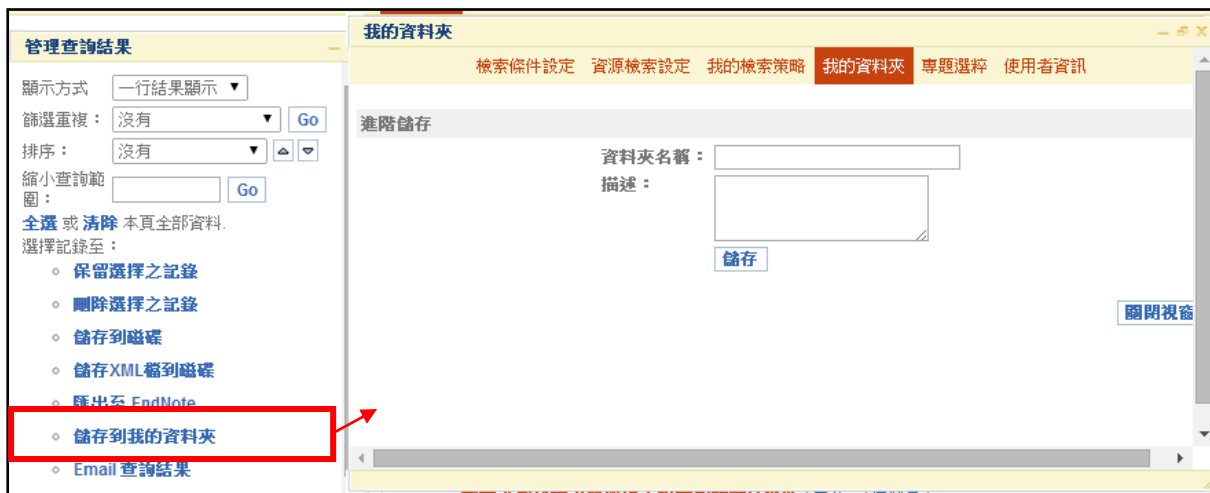 管理查詢結果
顯示方式 一行結果顯示
篩選重複： 沒有 Go
排序： 沒有
縮小查詢範
圍： Go
全選 或 清除 本頁全部資料.
選擇記錄至：
保留選擇之記錄
刪除選擇之記錄
儲存到磁碟
儲存XML檔到磁碟
匯出至 EndNote
儲存到我的資料夾
Email 查詢結果
我的資料夾
檢索條件設定 資源檢索設定 我的檢索策略 我的資料夾 專題選粹 使用者資訊
進階儲存
資料夾名稱：
描述：
儲存
關閉視窗